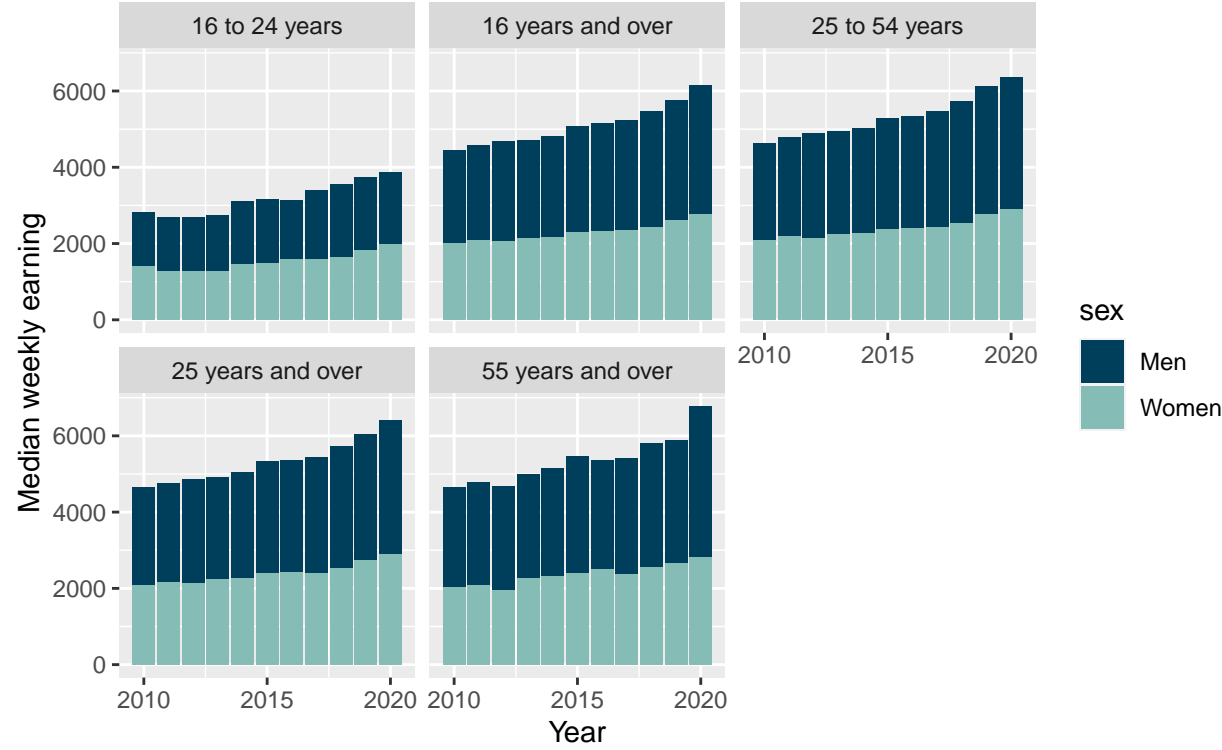 16 to 24 years
16 years and over
25 to 54 years
6000
4000
2000
0
2010
2015
2020
25 years and over
55 years and over
6000
4000
2000
0
2010
2015
2020
2010
2015
2020
Year
Median weekly earning
sex
Men
Women